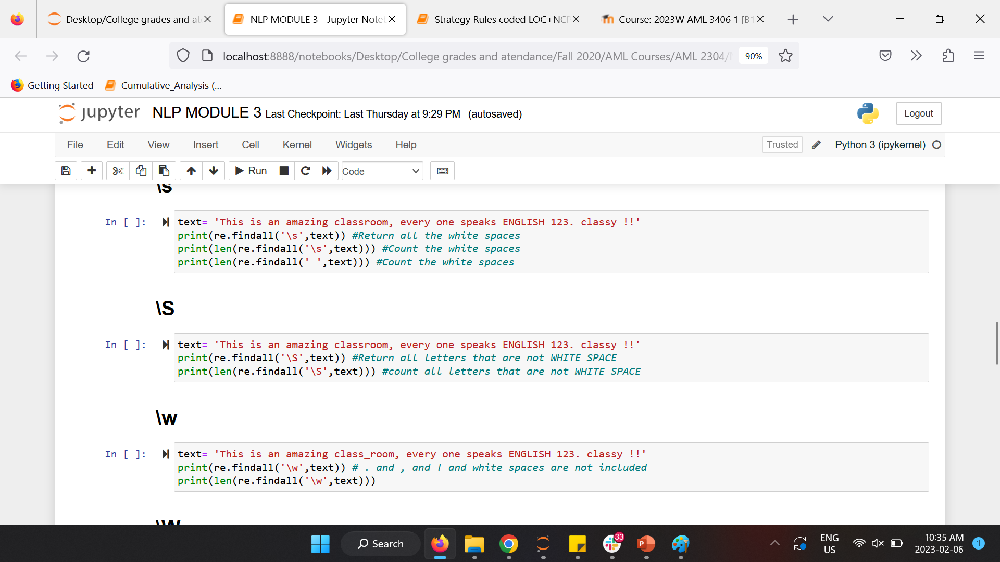 Desktop/College grades and at
NLP MODULE 3 - Jupyter Note
Strategy Rules coded LOC+NCP
Course: 2023W AML 3406 1 [B1
localhost:8888/notebooks/Desktop/College grades and atendance/Fall 2020/AML Courses/AML 2304/
90%
Getting Started
Cumulative_Analysis (...
jupyter NLP MODULE 3 Last Checkpoint: Last Thursday at 9:29 PM (autosaved)
Logout
File Edit View Insert Cell Kernel Widgets Help
Trusted
Python 3 (ipykernel)
Run
Code
\s
In [ ]:
text= 'This is an amazing classroom, every one speaks ENGLISH 123. classy !!'
print(re.findall('\s',text)) #Return all the white spaces
print(len(re.findall('\s',text))) #Count the white spaces
print(len(re.findall(' ',text))) #Count the white spaces
\S
In [ ]:
text= 'This is an amazing classroom, every one speaks ENGLISH 123. classy !!'
print(re.findall('\S',text)) #Return all letters that are not WHITE SPACE
print(len(re.findall('\S',text))) #count all letters that are not WHITE SPACE
\w
In [ ]:
text= 'This is an amazing class_room, every one speaks ENGLISH 123. classy !!'
print(re.findall('\w',text)) # . and , and ! and white spaces are not included
print(len(re.findall('\w',text)))
\W
Search
33
P
ENG
US
10:35 AM
2023-02-06
1